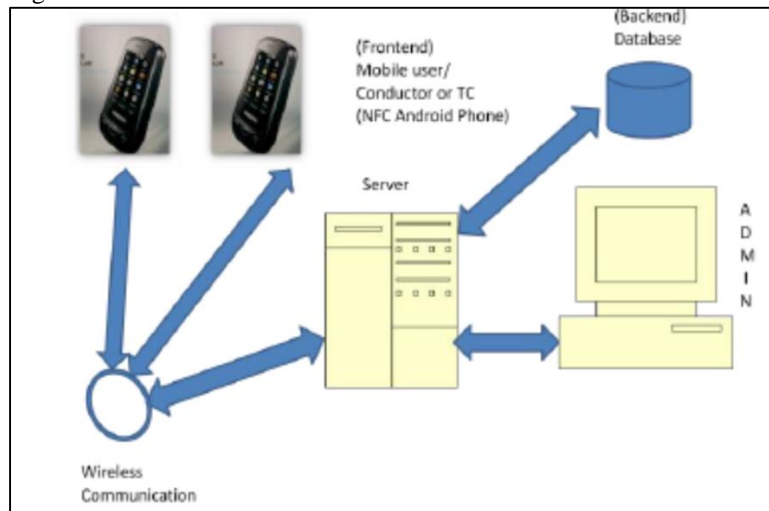 (Frontend)
Mobile user/
Conductor or TC
(NFC Android Phone)
(Backend)
Database
Server
A
D
M
I
N
Wireless
Communication